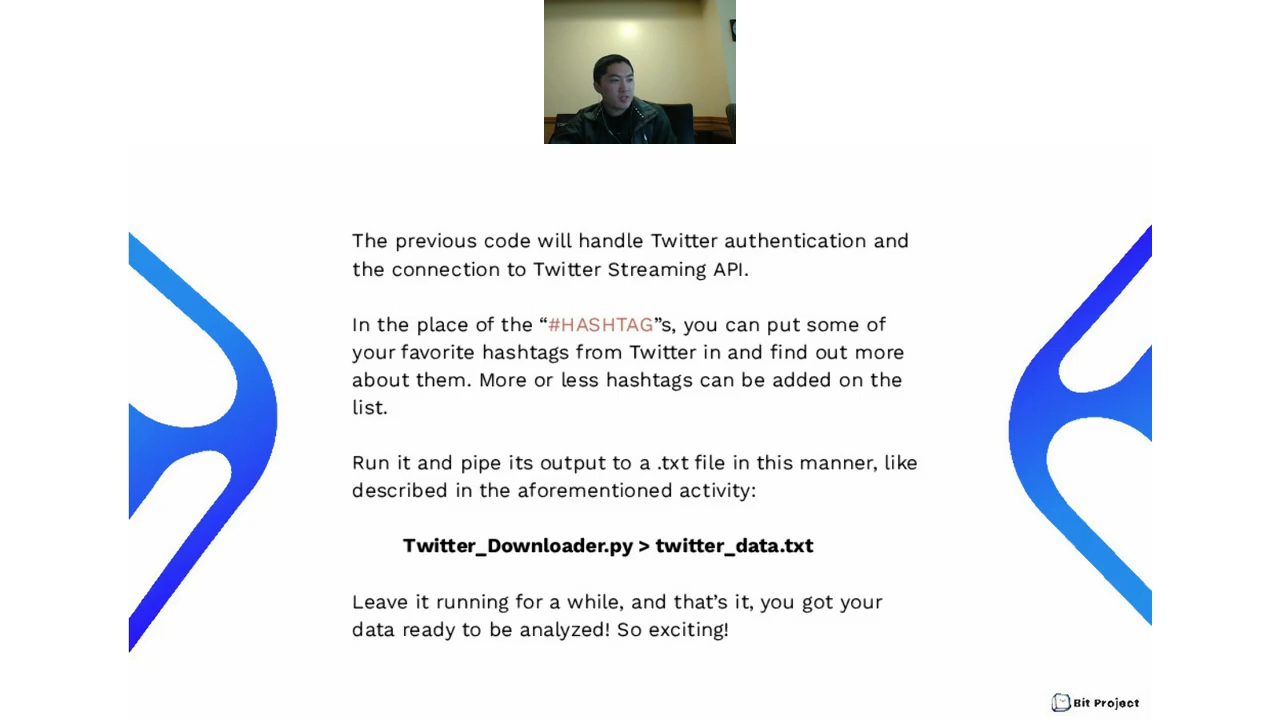 The previous code will handle Twitter authentication and
the connection to Twitter Streaming API.
In the place of the “#HASHTAG”s, you can put some of
your favorite hashtags from Twitter in and find out more
about them. More or less hashtags can be added on the
list.
Run it and pipe its output to a .txt file in this manner, like
described in the aforementioned activity:
Twitter_Downloader.py > twitter_data.txt
Leave it running for a while, and that’s it, you got your
data ready to be analyzed! So exciting!
Bit Project